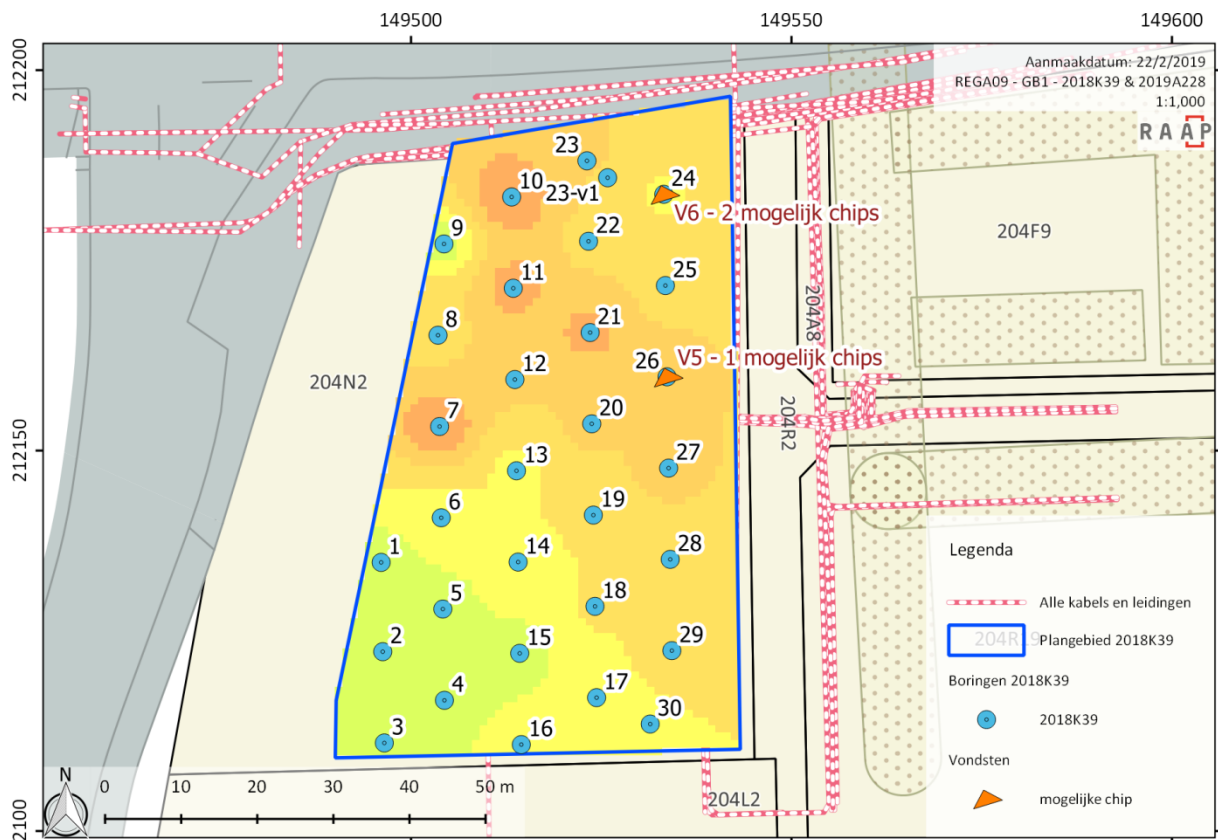 149500
149550
149600
212200
Aanmaakdatum: 22/2/2019
REGA09 - GB1 - 2018K39 & 2019A228
1:1,000
RAAP
23
10
23-v1
24
V6 - 2 mogelijk chips
9
22
204F9
11
25
204A8
8
21
V5 - 1 mogelijk chips
26
12
204N2
7
20
204R2
212150
13
27
6
19
1
14
28
Legenda
5
18
Alle kabels en leidingen
2
15
29
Plangebied 2018K39
Boringen 2018K39
4
17
30
2018K39
3
16
Vondsten
N
0 10 20 30 40 50 m
204L2
mogelijke chip